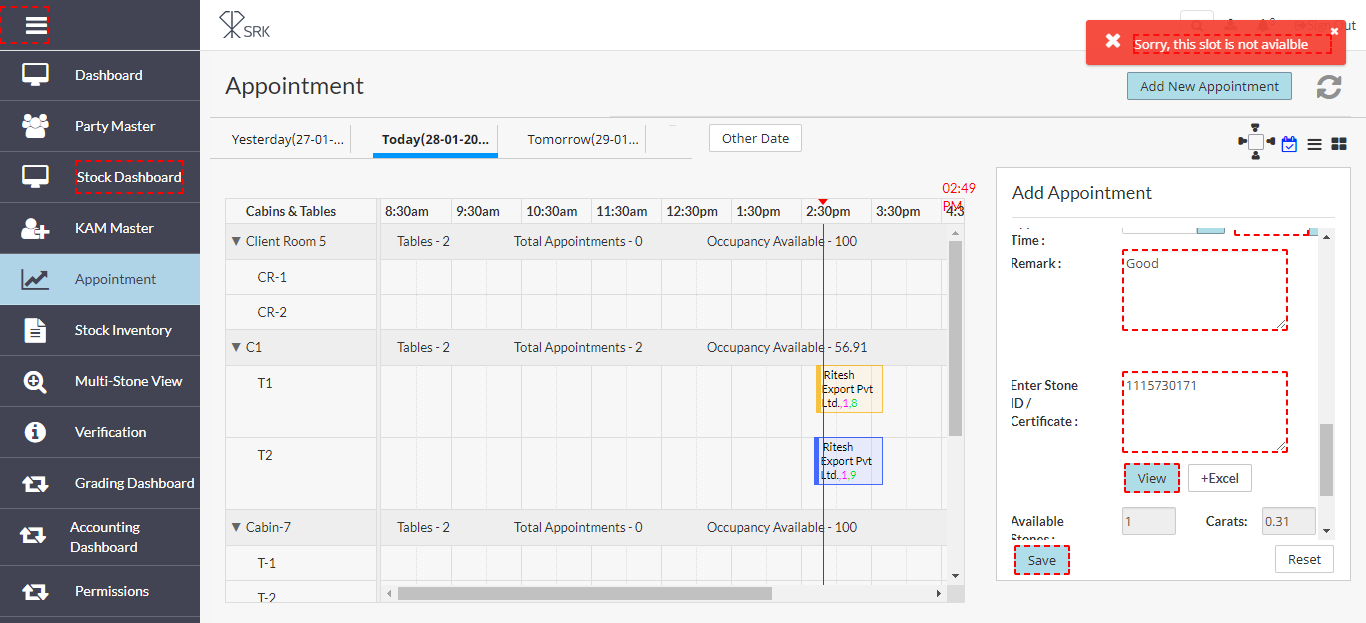 SRK
Sorry, this slot is not avialble
Dashboard
Party Master
Stock Dashboard
KAM Master
Appointment
Stock Inventory
Multi-Stone View
Verification
Grading Dashboard
Accounting
Dashboard
Permissions
Appointment
Add New Appointment
Yesterday(27-01-...
Today(28-01-20...
Tomorrow(29-01...
Other Date
02:49
PM
Cabins & Tables
8:30am
9:30am
10:30am
11:30am
12:30pm
1:30pm
2:30pm
3:30pm
4:3
Client Room 5
Tables - 2
Total Appointments - 0
Occupancy Available - 100
CR-1
CR-2
C1
Tables - 2
Total Appointments - 2
Occupancy Available - 56.91
T1
Ritesh
Export Pvt
Ltd.,1,8
T2
Ritesh
Export Pvt
Ltd.,1,9
Cabin-7
Tables - 2
Total Appointments - 0
Occupancy Available - 100
T-1
T-2
Add Appointment
Time :
Remark :
Good
Enter Stone
ID /
Certificate :
1115730171
View
+Excel
Available
Stones :
1
Carats:
0.31
Save
Reset